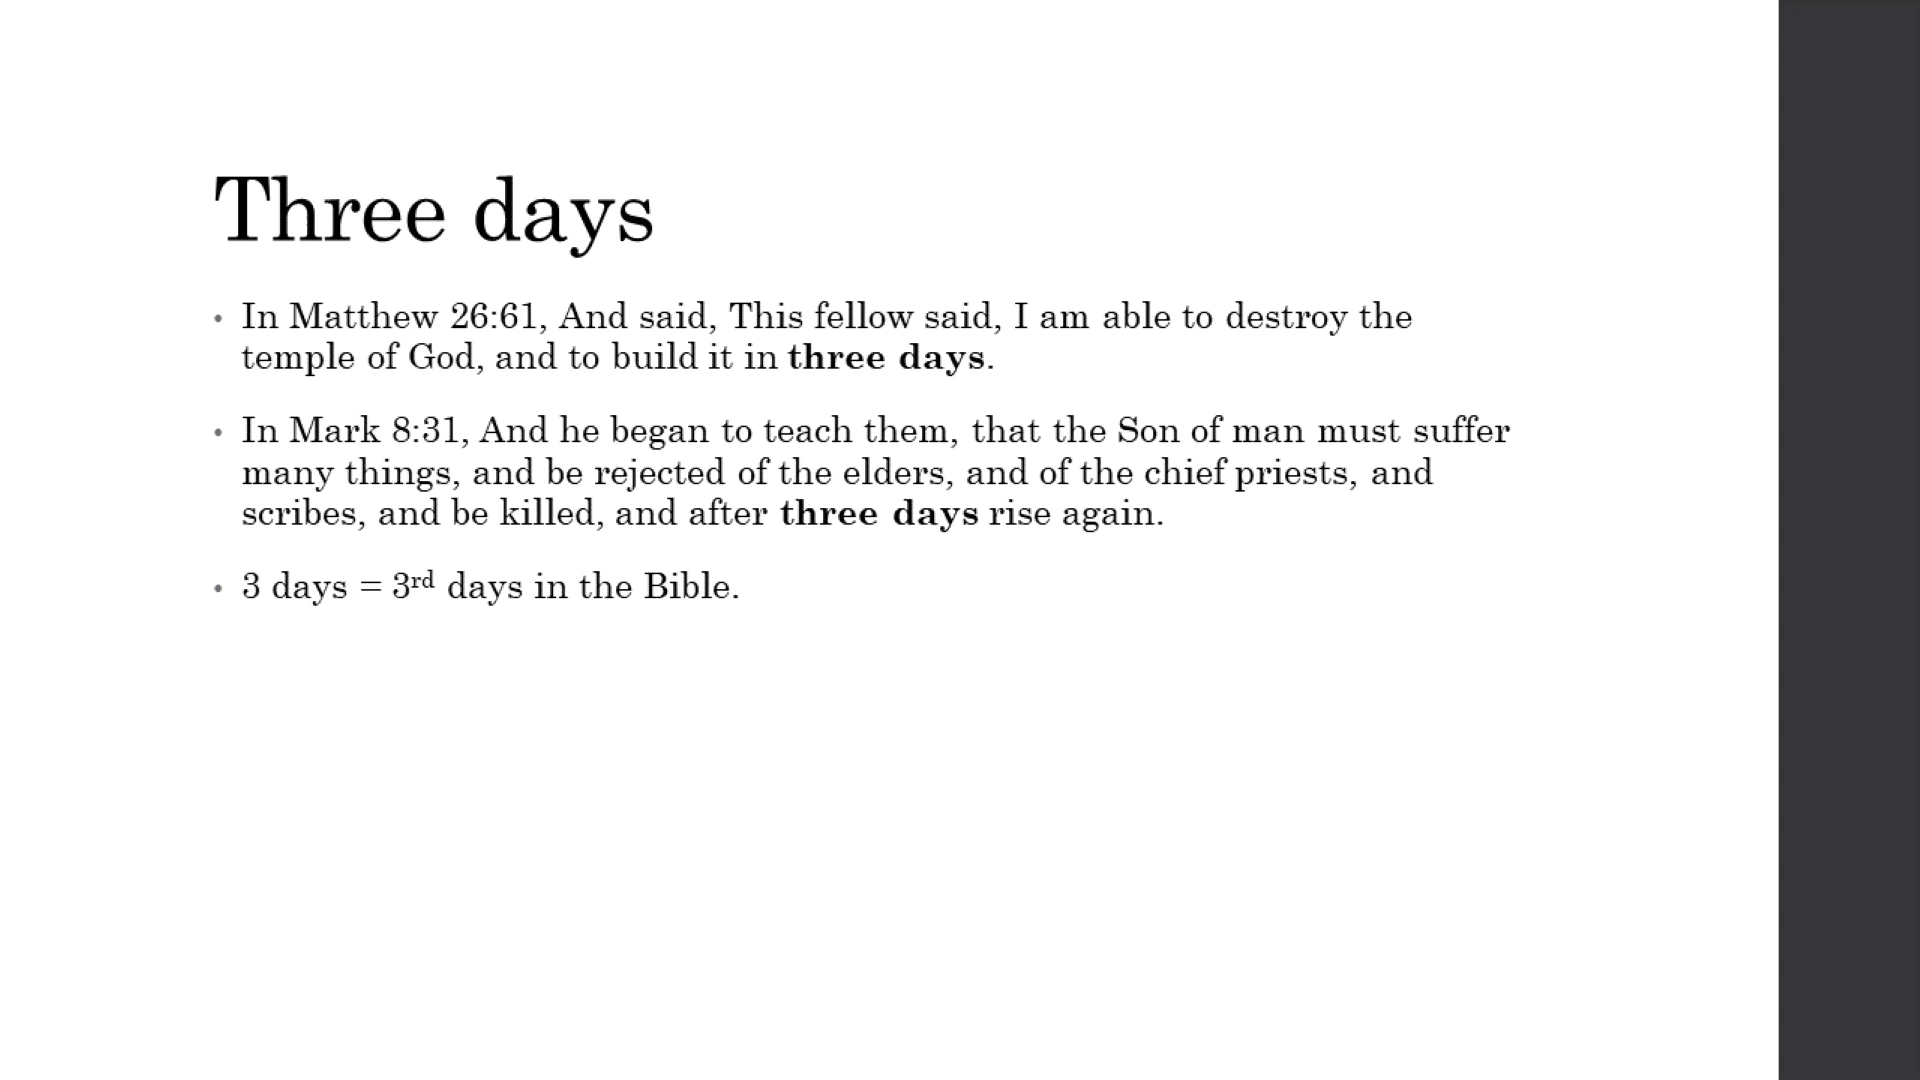 Three days
• In Matthew 26:61, And said, This fellow said, I am able to destroy the
temple of God, and to build it in three days.
• In Mark 8:31, And he began to teach them, that the Son of man must suffer
many things, and be rejected of the elders, and of the chief priests, and
scribes, and be killed, and after three days rise again.
• 3 days = 3rd days in the Bible.